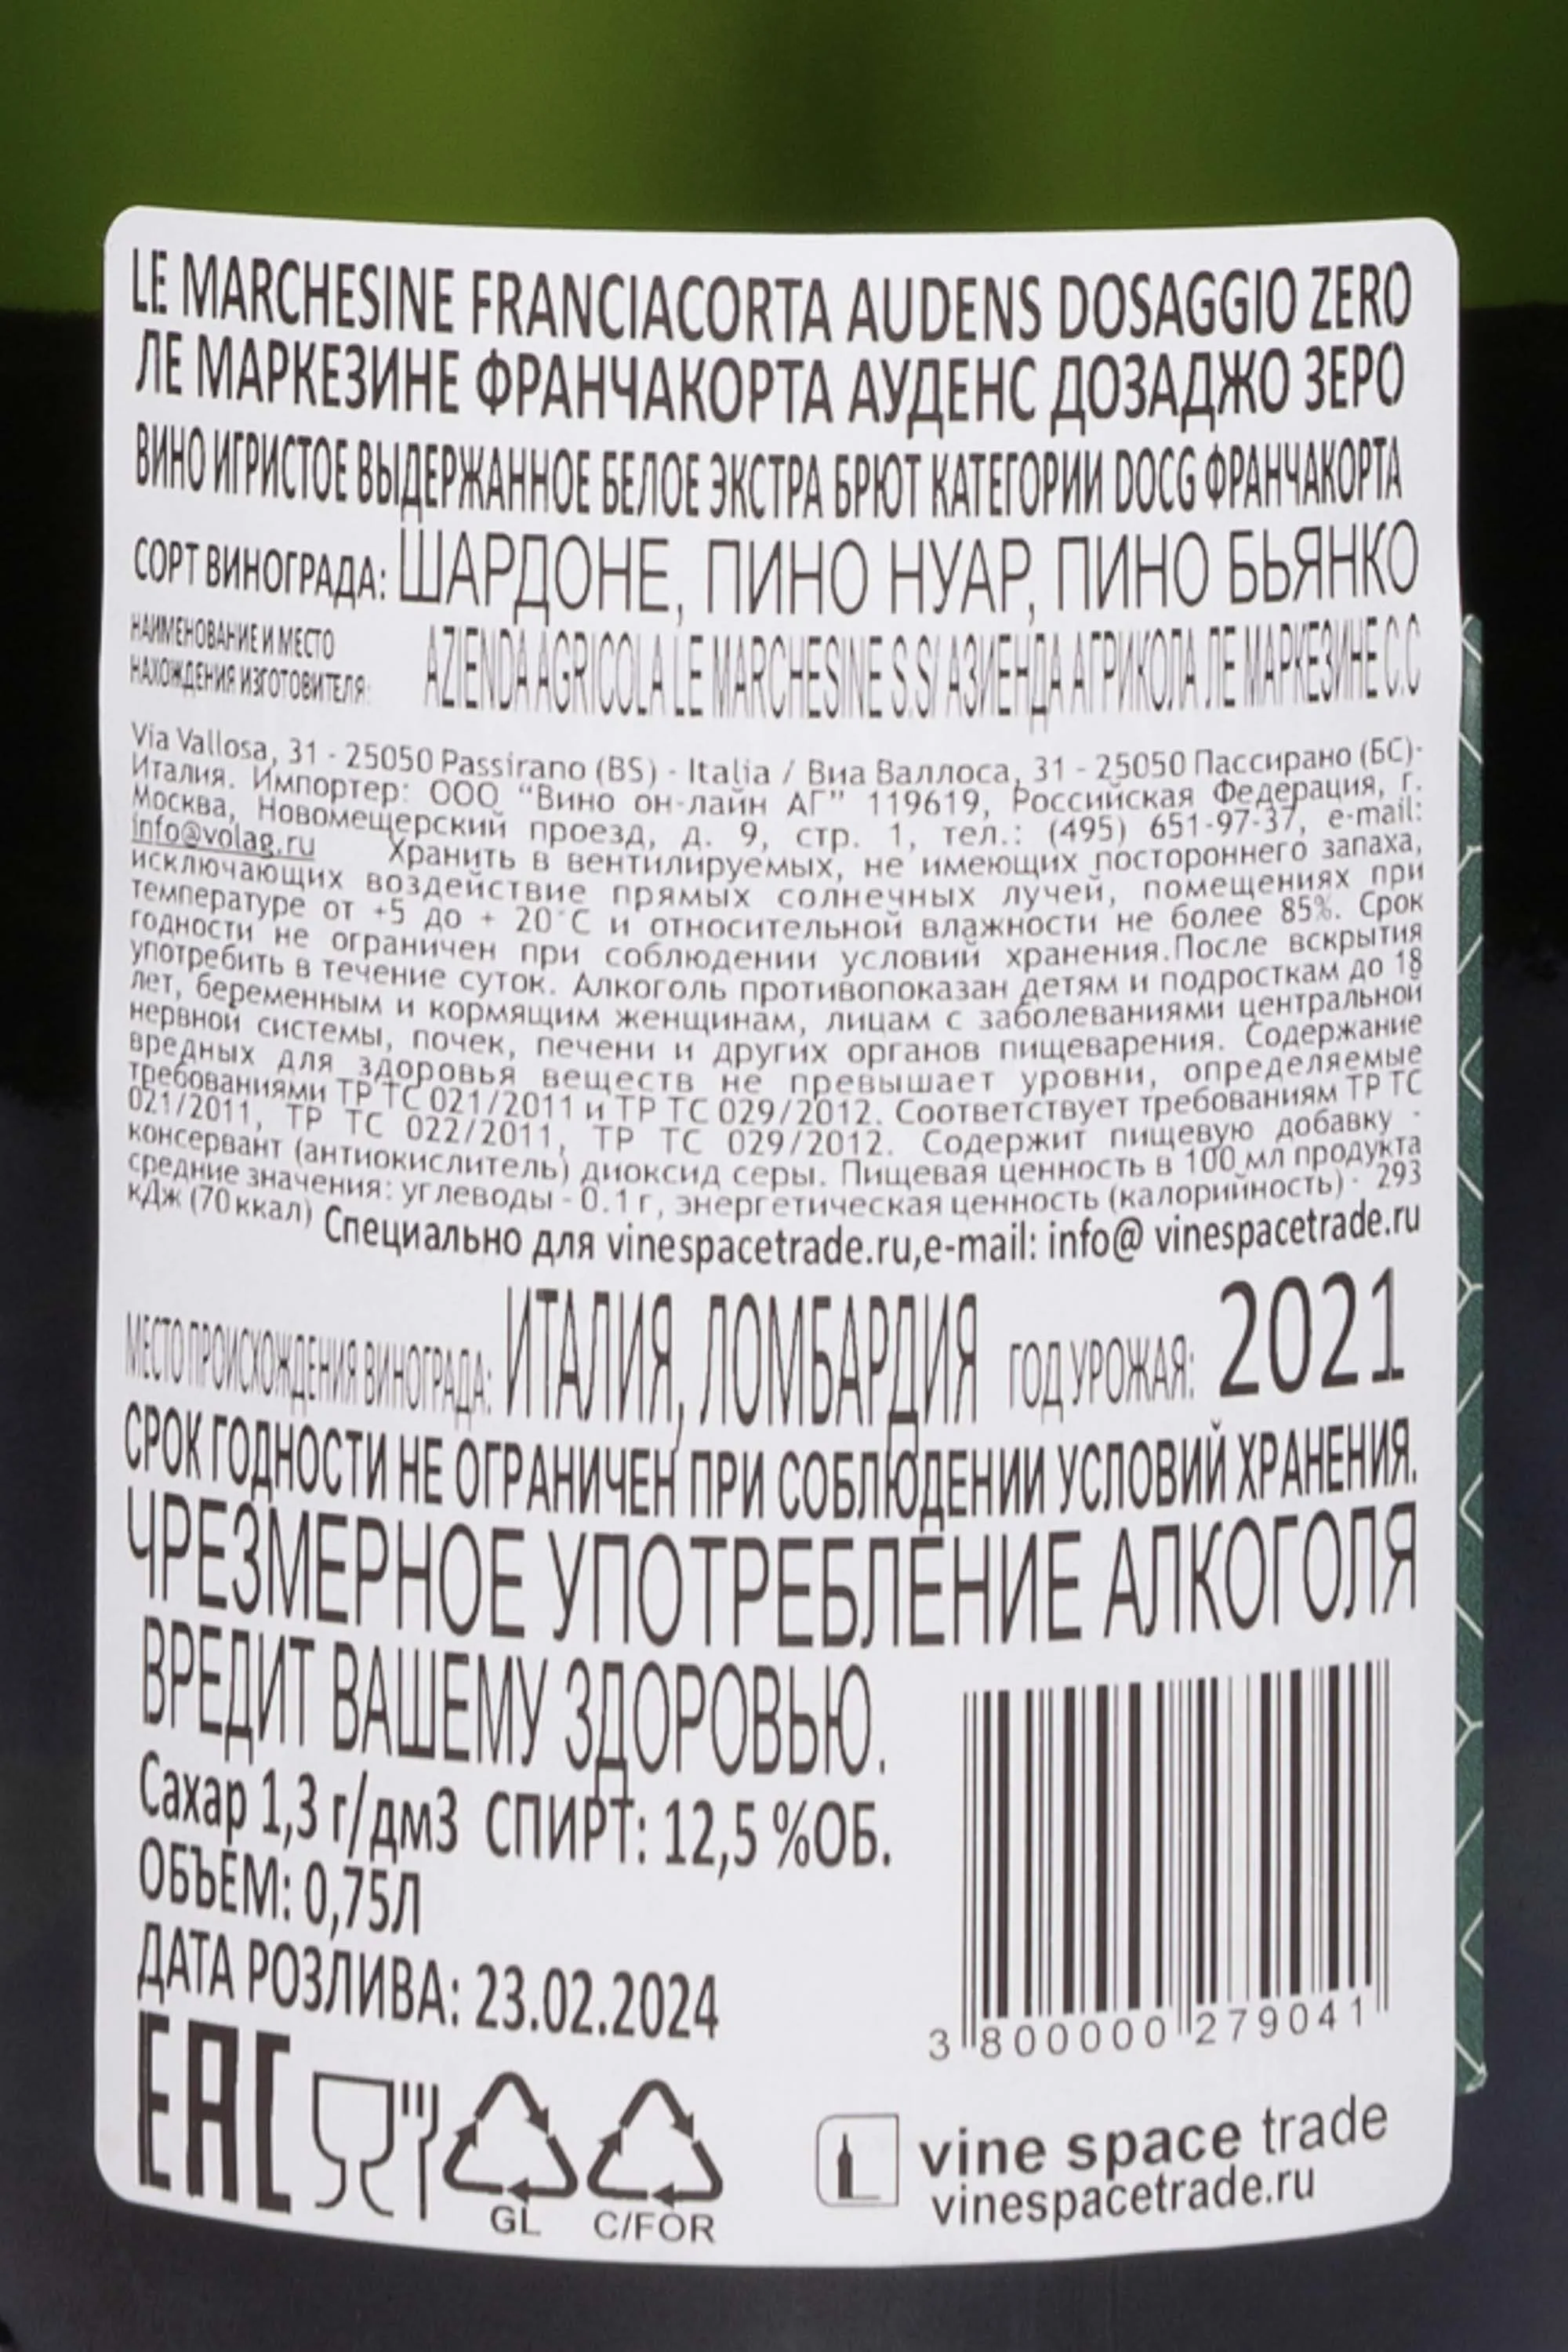 LE MARCHESINE FRANCIACORTA AUDENS DOSAGGIO ZERO
ЛЕ МАРКЕЗИНЕ ФРАНЧАКОРТА АУДЕНС ДОЗАДЖО ЗЕРО
ВИНО ИГРИСТОЕ ВЫДЕРЖАННОЕ БЕЛОЕ ЭКСТРА БРЮТ КАТЕГОРИИ DOCG ФРАНЧАКОРТА
СОРТ ВИНОГРАДА: ШАРДОНЕ, ПИНО НУАР, ПИНО БЬЯНКО
НАИМЕНОВАНИЕ И МЕСТО
НАХОЖДЕНИЯ ИЗГОТОВИТЕЛЯ: AZIENDA AGRICOLA LE MARCHESINE S.S/ АЗИЕНДА АГРИКОЛА ЛЕ МАРКЕЗИНЕ С.С
Via Vallosa, 31 - 25050 Passirano (BS) - Italia / Виа Валлоса, 31 - 25050 Пассирано (БС)-
Италия. Импортер: ООО "Вино он-лайн АГ" 119619, Российская Федерация, г.
Москва, Новомещерский проезд, д. 9, стр. 1, тел.: (495) 651-97-37, e-mail:
info@volag.ru Хранить в вентилируемых, не имеющих постороннего запаха,
исключающих воздействие прямых солнечных лучей, помещениях при
температуре от +5 до + 20°С и относительной влажности не более 85%. Срок
годности не ограничен при соблюдении условий хранения.После вскрытия
употребить в течение суток. Алкоголь противопоказан детям и подросткам до 18
лет, беременным и кормящим женщинам, лицам с заболеваниями центральной
нервной системы, почек, печени и других органов пищеварения. Содержание
вредных для здоровья веществ не превышает уровни, определяемые
требованиями ТР ТС 021/2011 и ТР ТС 029/2012. Соответствует требованиям ТР ТС
021/2011, ТР ТС 022/2011, ТР ТС 029/2012. Содержит пищевую добавку -
консервант (антиокислитель) диоксид серы. Пищевая ценность в 100 мл продукта
средние значения: углеводы - 0.1 г, энергетическая ценность (калорийность) - 293
кДж (70 ккал) Специально для vinespacetrade.ru,e-mail: info@ vinespacetrade.ru
МЕСТО ПРОИСХОЖДЕНИЯ ВИНОГРАДА: ИТАЛИЯ, ЛОМБАРДИЯ ГОД УРОЖАЯ: 2021
СРОК ГОДНОСТИ НЕ ОГРАНИЧЕН ПРИ СОБЛЮДЕНИИ УСЛОВИЙ ХРАНЕНИЯ.
ЧРЕЗМЕРНОЕ УПОТРЕБЛЕНИЕ АЛКОГОЛЯ
ВРЕДИТ ВАШЕМУ ЗДОРОВЬЮ.
Сахар 1,3 г/дм3 СПИРТ: 12,5 %ОБ.
ОБЪЕМ: 0,75Л
ДАТА РОЗЛИВА: 23.02.2024
3 800000 279041
EAC
GL C/FOR
vine space trade
vinespacetrade.ru